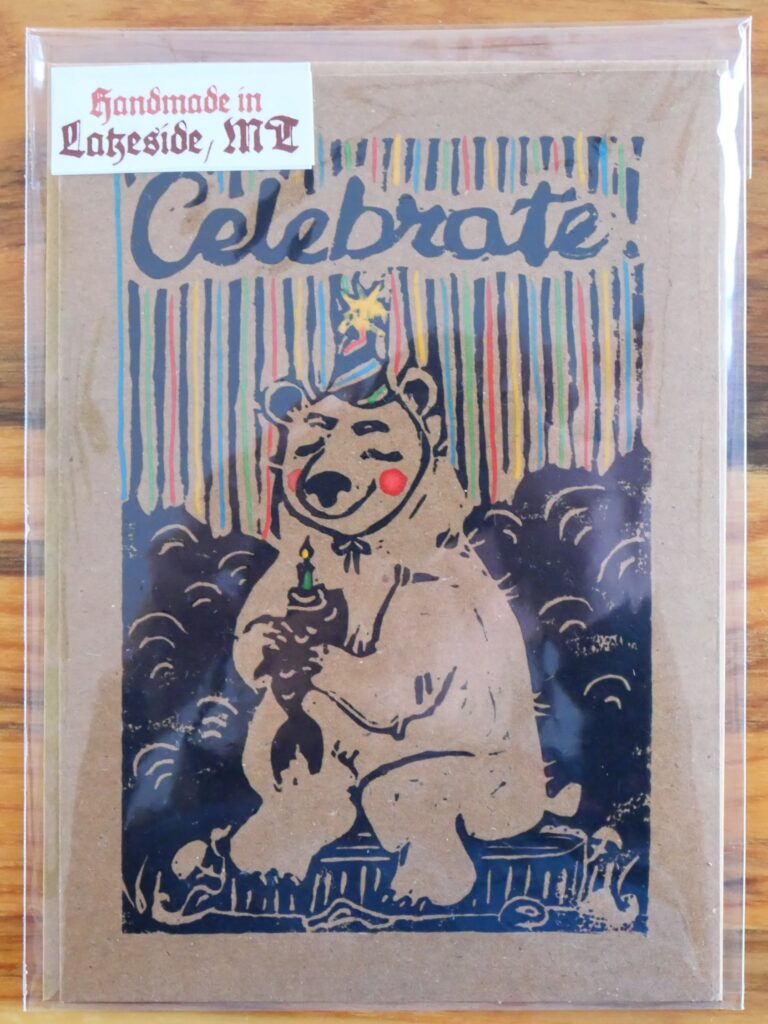 Handmade in
Lakeside, MT
Celebrate